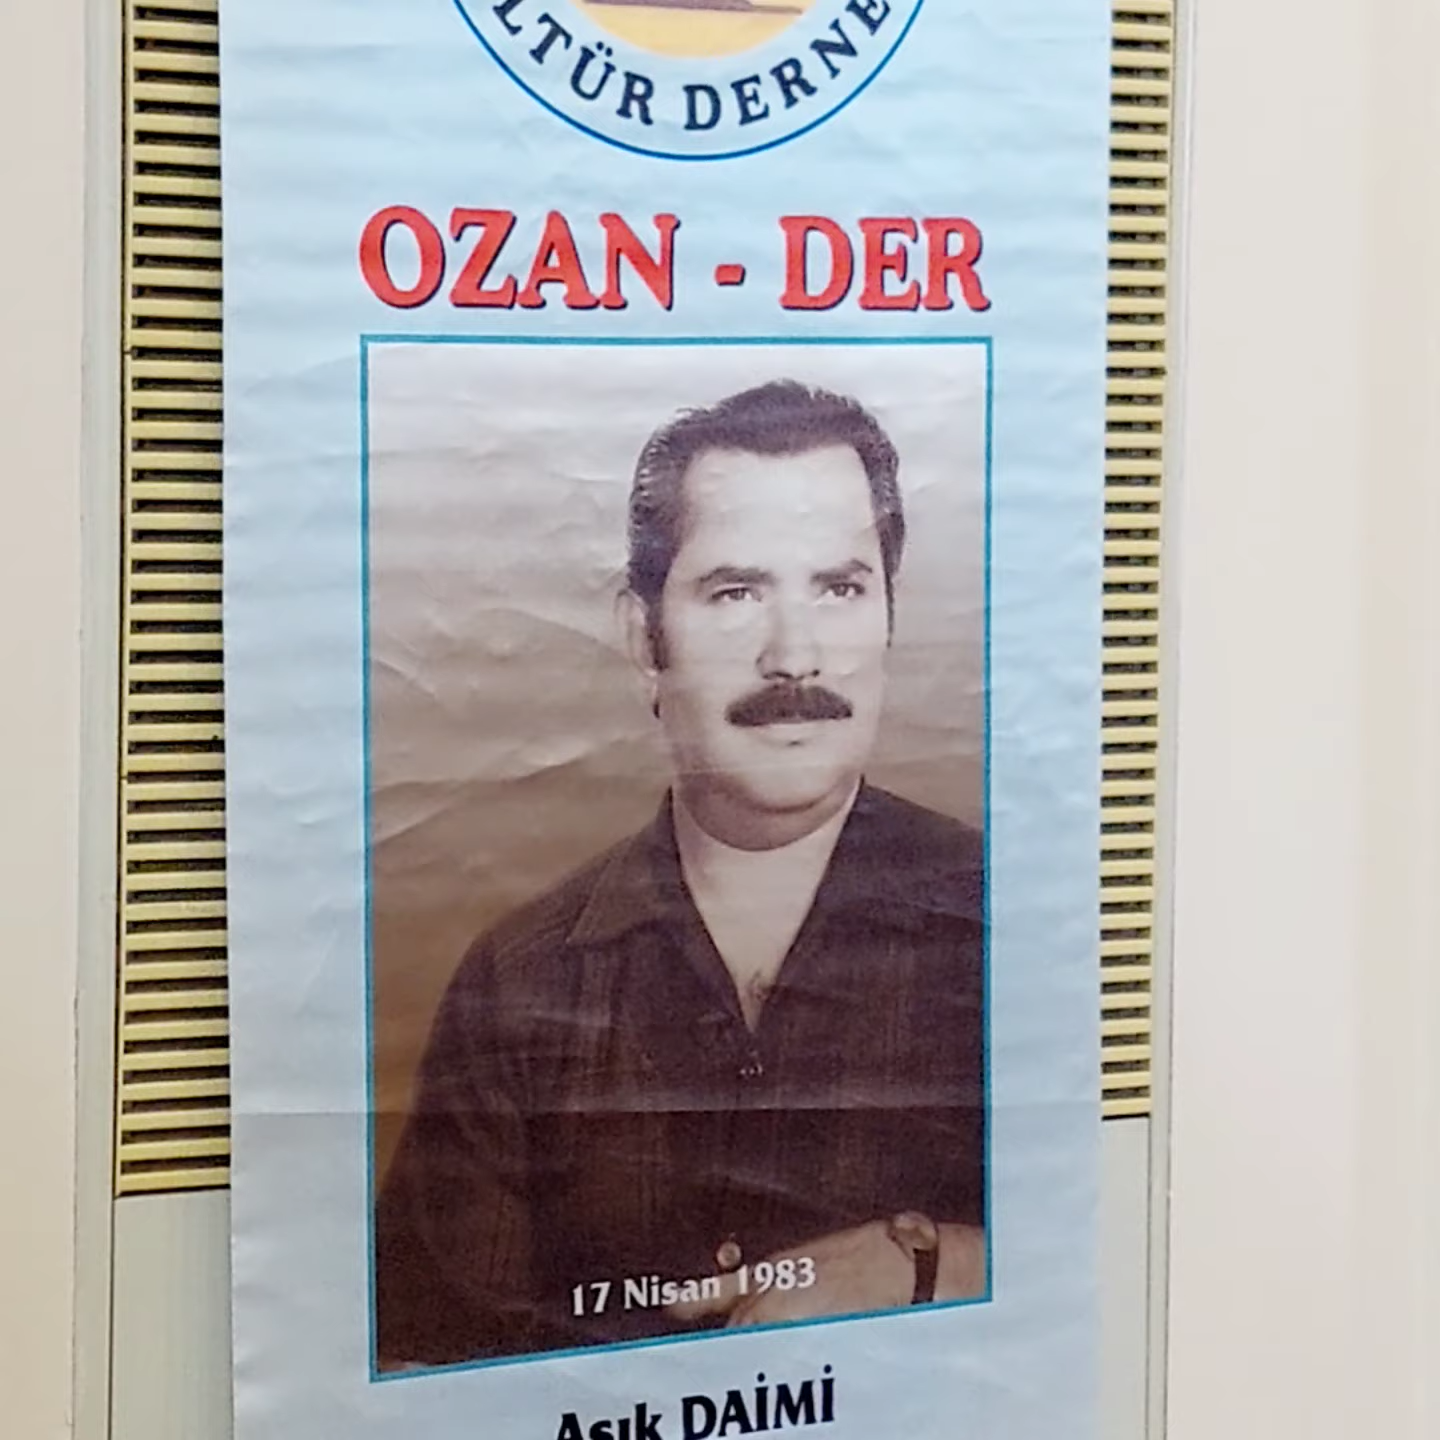 LTÜR DERNE
OZAN - DER
17 Nisan 1983
Aşık DAİMİ